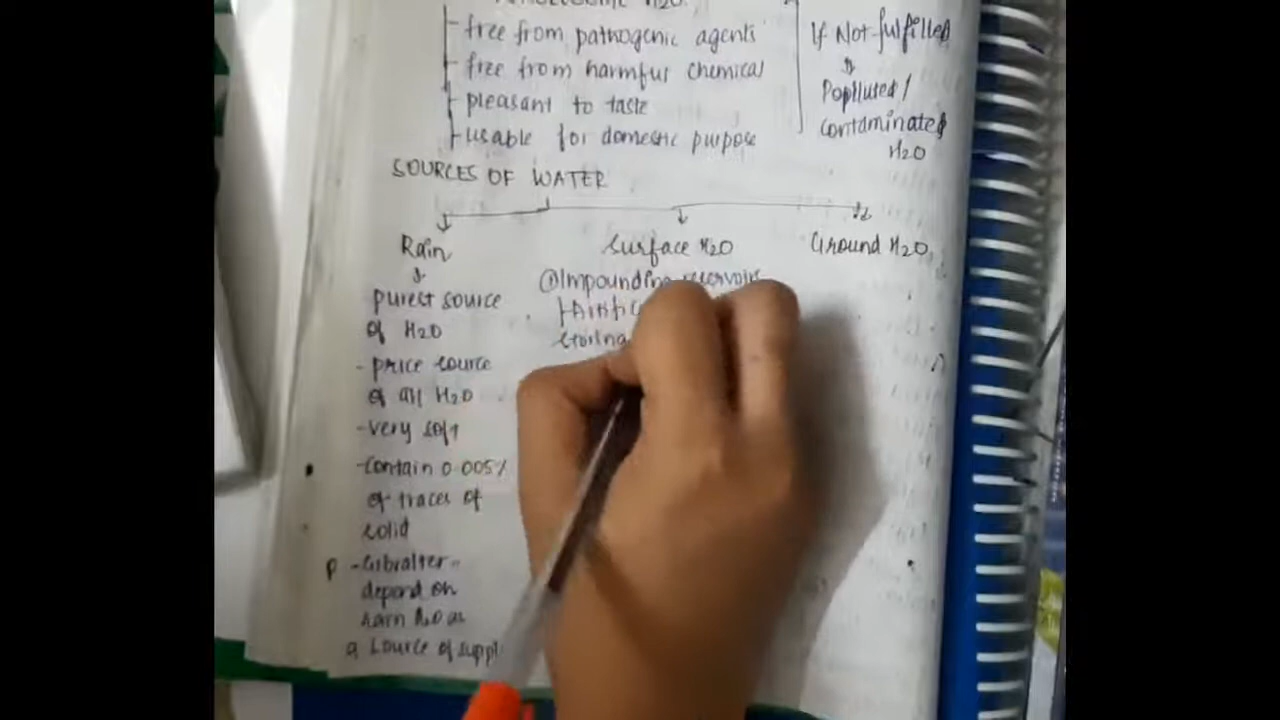 free from pathogenic agents
free from harmful chemical
pleasant to taste
usable for domestic purpose
If Not fulfilled
Popllused /
contaminated
H2O
SOURCES OF WATER
Rain
purest source
of H2O
- price source
of all H2O
- very soft
- contain 0.005%
of traces of
solid
- Gibralter -
depend on
rain H2O as
a source of suppl
Surface H2O
@Impounding reservoir
Storing
Ground H2O